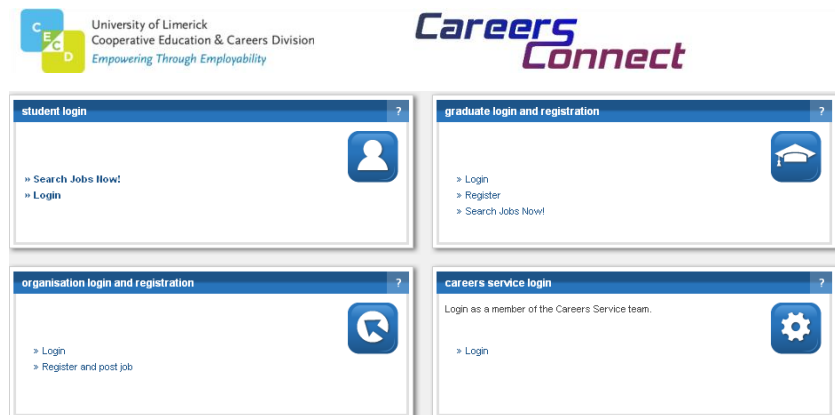 C
E
C
D
University of Limerick
Cooperative Education & Careers Division
Empowering Through Employability
Careers
Connect
student login ?
» Search Jobs Now!
» Login
graduate login and registration ?
» Login
» Register
» Search Jobs Now!
organisation login and registration ?
» Login
» Register and post job
careers service login ?
Login as a member of the Careers Service team.
» Login